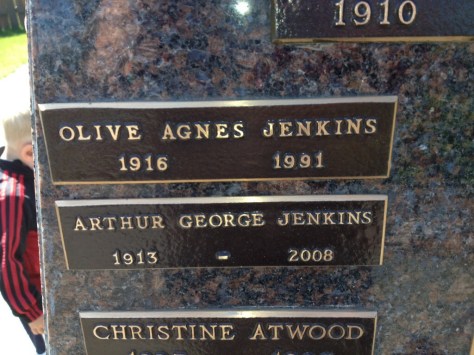 1910
OLIVE AGNES JENKINS
1916 1991
ARTHUR GEORGE JENKINS
1913 - 2008
CHRISTINE ATWOOD